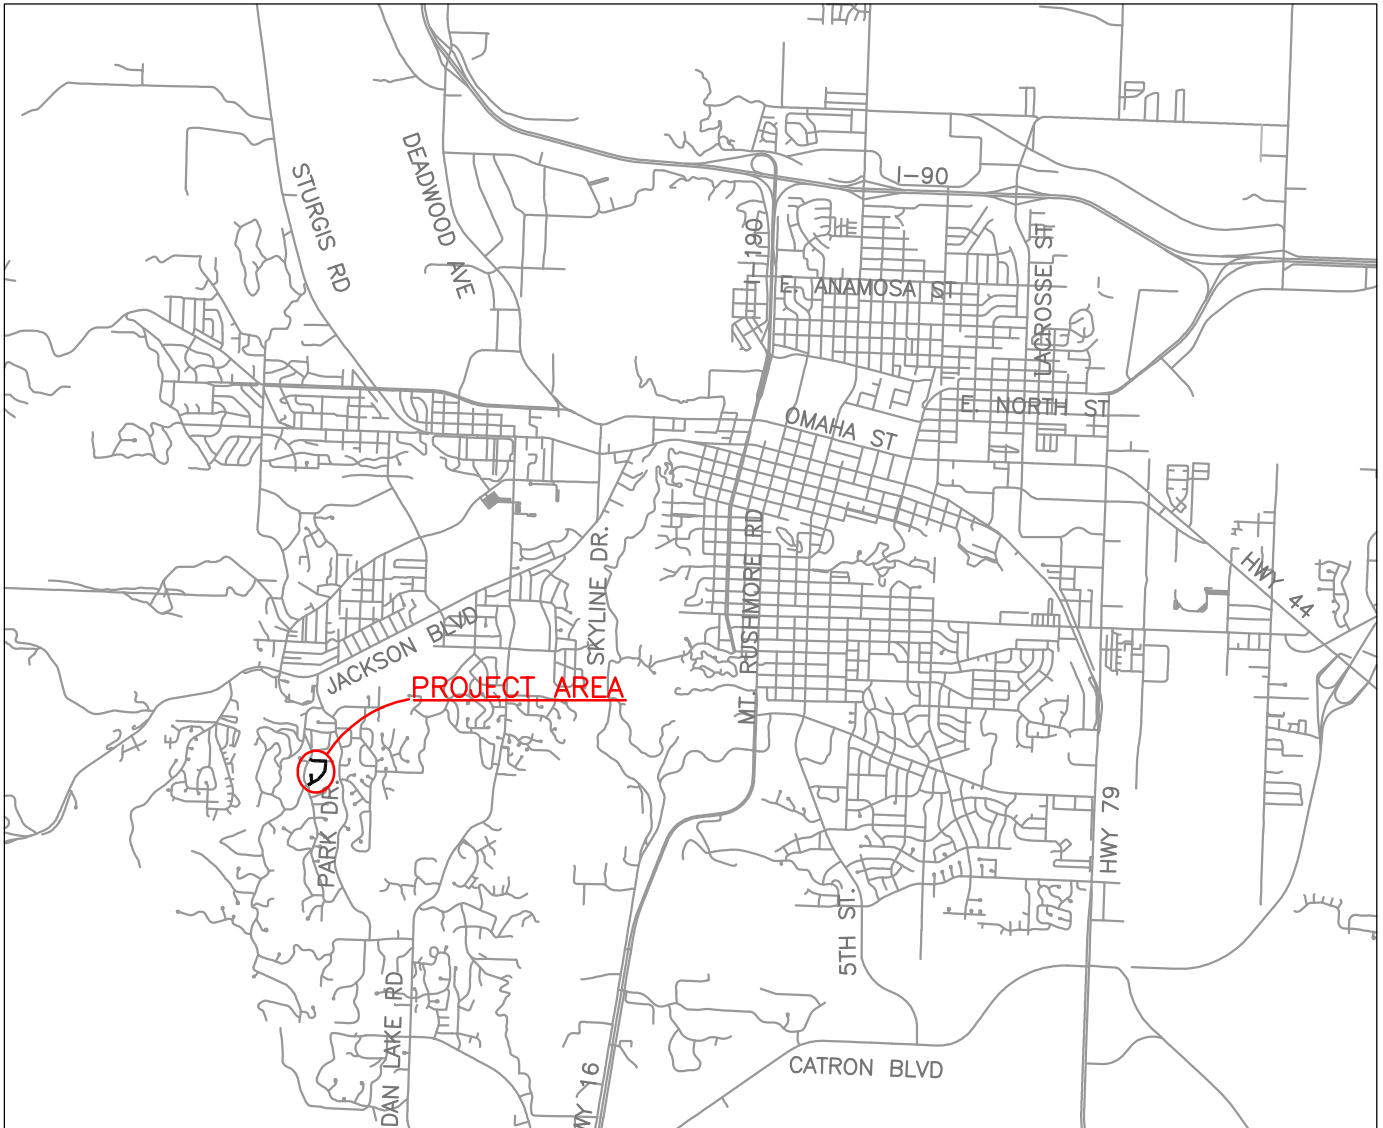 I-90
DEADWOOD AVE
STURGIS RD
I-190
LACROSSE ST
E. ANAMOSA ST
E. NORTH ST
OMAHA ST
HWY 44
SKYLINE DR.
MT. RUSHMORE RD
JACKSON BLVD
PROJECT AREA
PARK DR.
HWY 79
5TH ST.
DAN LAKE RD
CATRON BLVD
WY 16